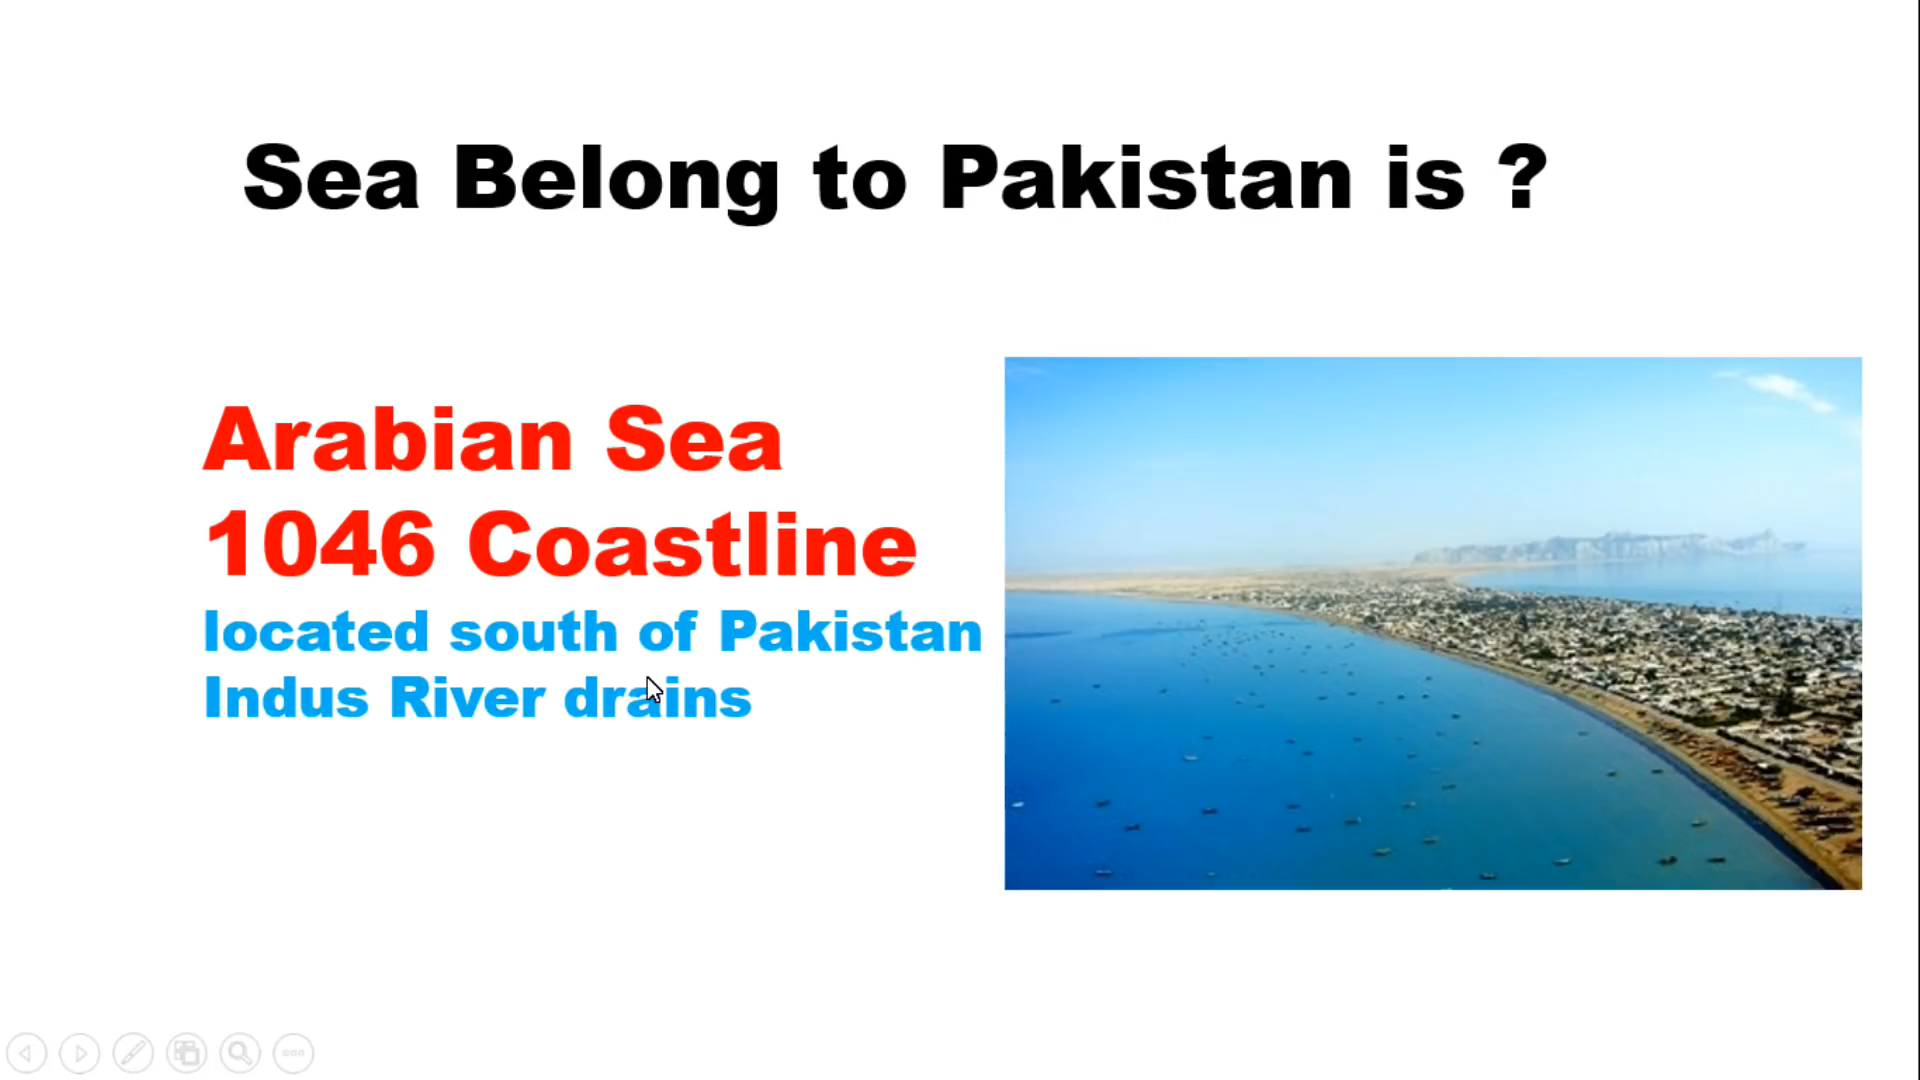 Sea Belong to Pakistan is ?
Arabian Sea
1046 Coastline
located south of Pakistan
Indus River drains